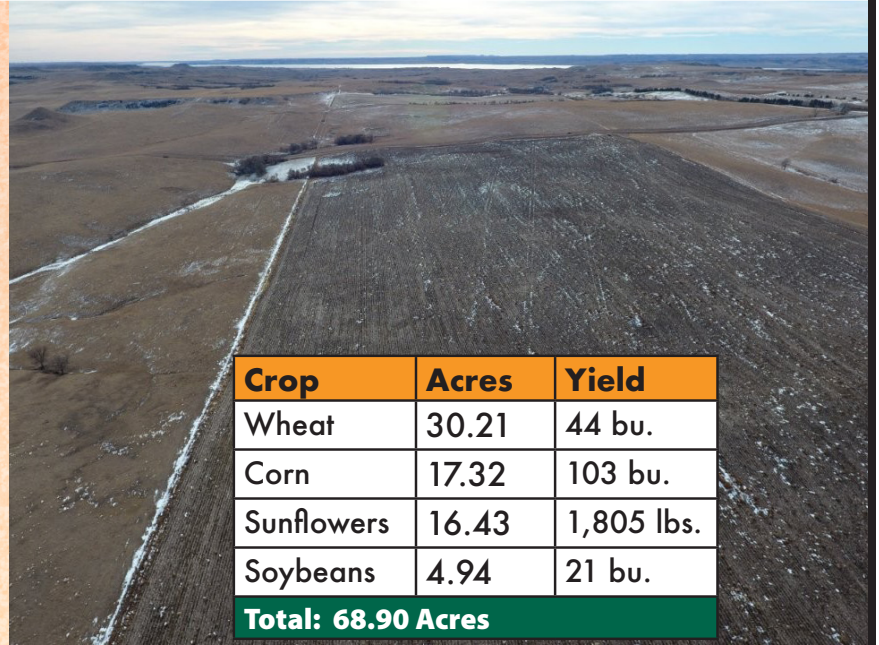 Crop Acres Yield
Wheat 30.21 44 bu.
Corn 17.32 103 bu.
Sunflowers 16.43 1,805 lbs.
Soybeans 4.94 21 bu.
Total: 68.90 Acres